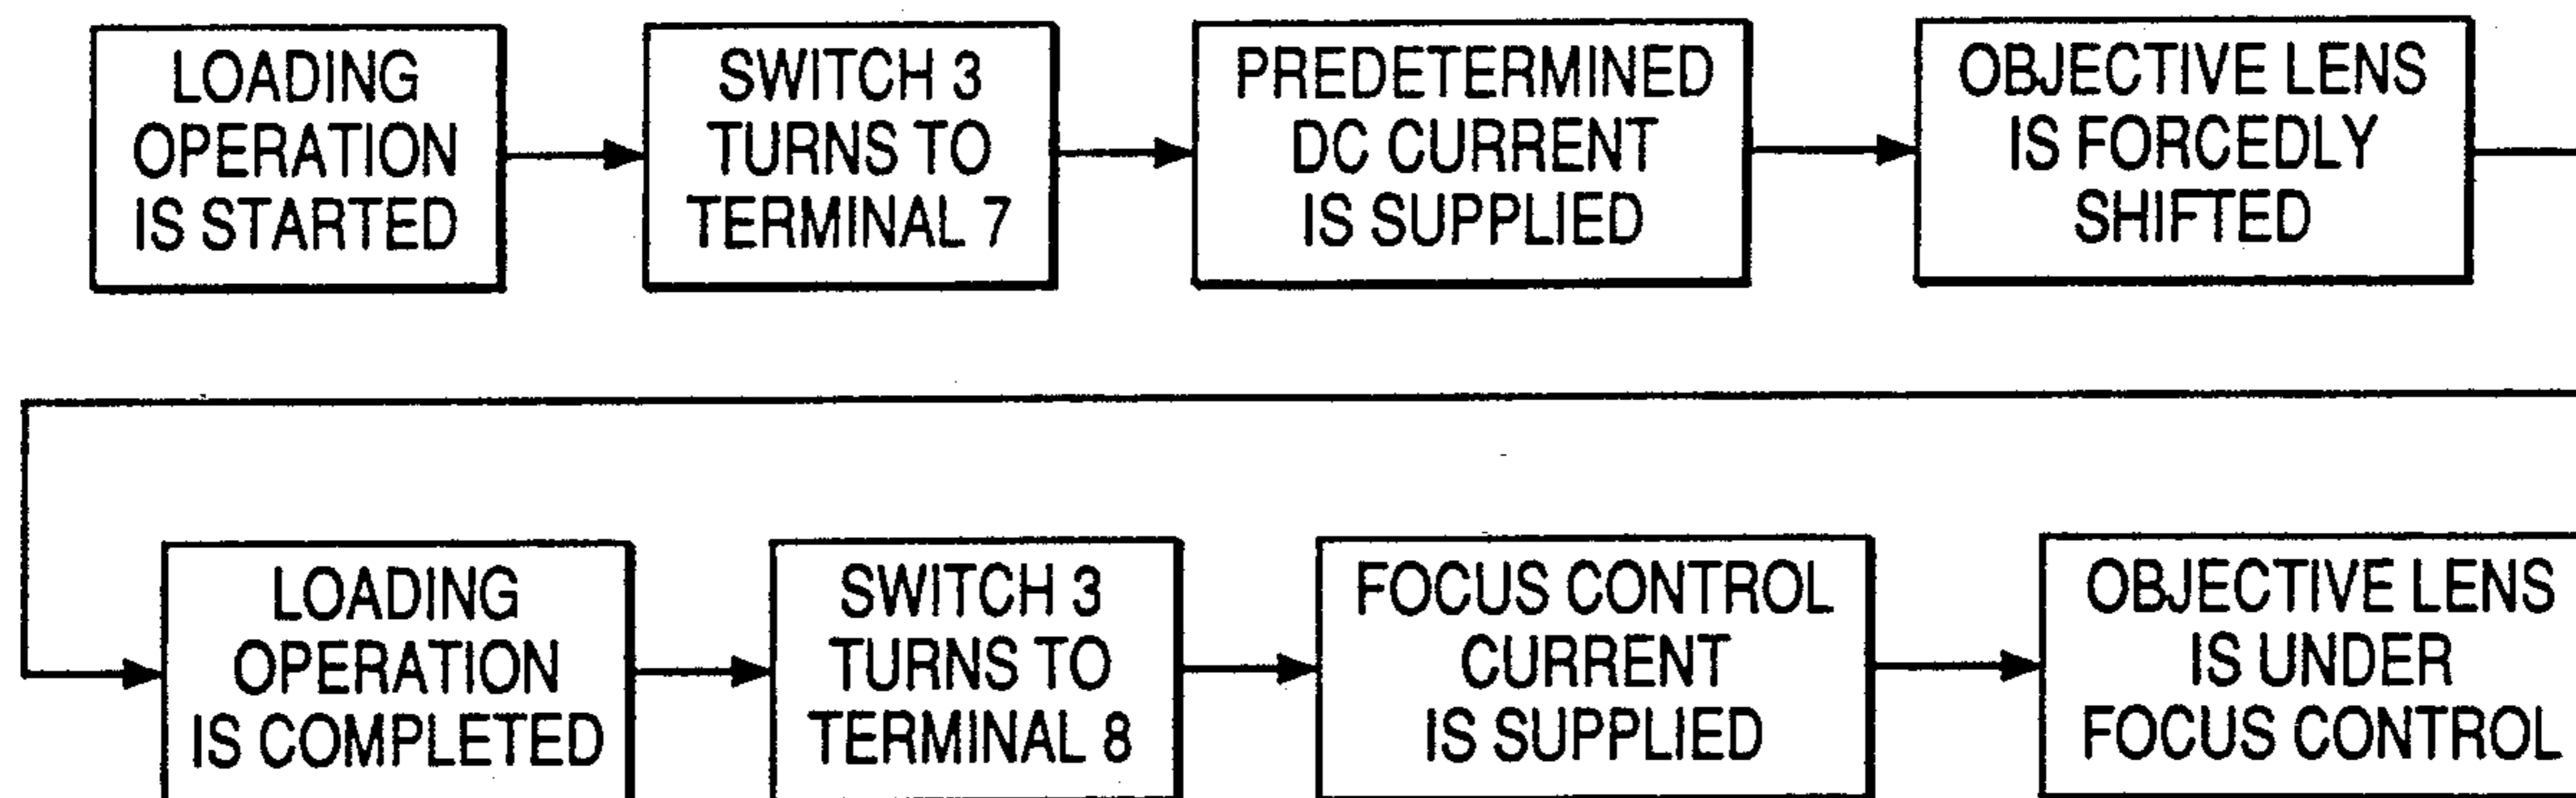 LOADING
OPERATION
IS STARTED
SWITCH 3
TURNS TO
TERMINAL 7
PREDETERMINED
DC CURRENT
IS SUPPLIED
OBJECTIVE LENS
IS FORCEDLY
SHIFTED
LOADING
OPERATION
IS COMPLETED
SWITCH 3
TURNS TO
TERMINAL 8
FOCUS CONTROL
CURRENT
IS SUPPLIED
OBJECTIVE LENS
IS UNDER
FOCUS CONTROL